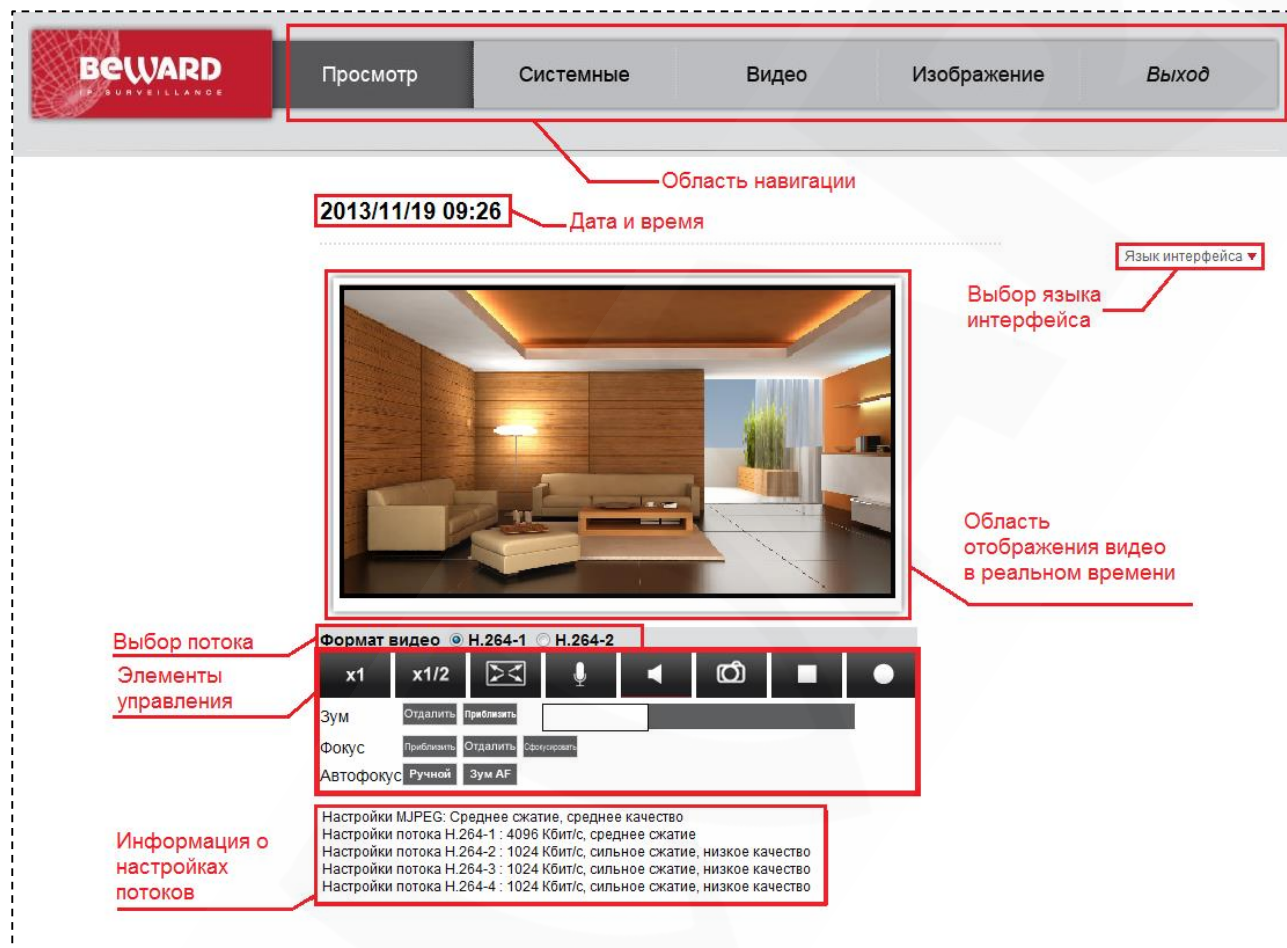 BEWARD
IP SURVEILLANCE
Просмотр
Системные
Видео
Изображение
Выход
Область навигации
2013/11/19 09:26
Дата и время
Язык интерфейса
Выбор языка
интерфейса
Область
отображения видео
в реальном времени
Выбор потока
Формат видео H.264-1 H.264-2
Элементы
управления
x1 x1/2
Зум Отдалить Приблизить
Фокус Приблизить Отдалить Сфокусировать
Автофокус Ручной Зум AF
Информация о
настройках
потоков
Настройки MJPEG: Среднее сжатие, среднее качество
Настройки потока H.264-1 : 4096 Кбит/с, среднее сжатие
Настройки потока H.264-2 : 1024 Кбит/с, сильное сжатие, низкое качество
Настройки потока H.264-3 : 1024 Кбит/с, сильное сжатие, низкое качество
Настройки потока H.264-4 : 1024 Кбит/с, сильное сжатие, низкое качество